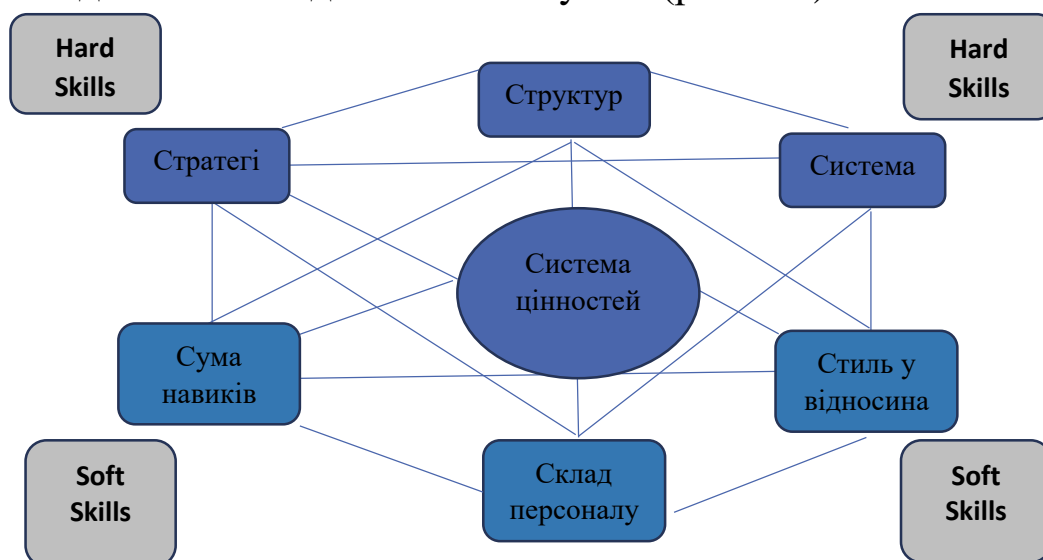 Hard
Skills
Hard
Skills
Структур
Стратегі
Система
Система
цінностей
Сума
навиків
Стиль у
відносина
Склад
персоналу
Soft
Skills
Soft
Skills